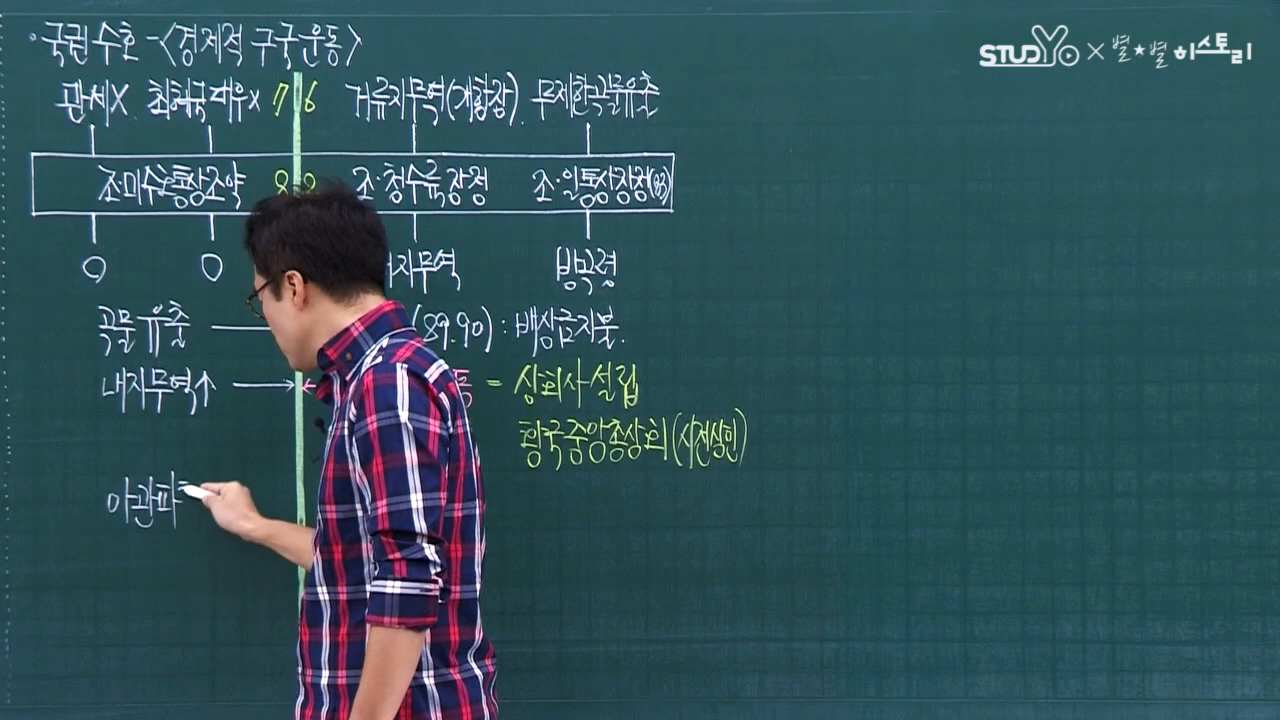 · 국권 수호 - <경제적 구국운동>
STUDYo × 별★별 히스토리
관세X. 최혜국대우X 76 거류지무역(개항장). 무제한곡물유출
조·미수호통상조약 82 조·청수륙장정 조·일통상장정(83)
O O 지무역 방곡령
곡물유출 (89.90) : 배상금지불.
내지무역↑ → ← = 상회사 설립
황국중앙총상회(시전상인)
아관파